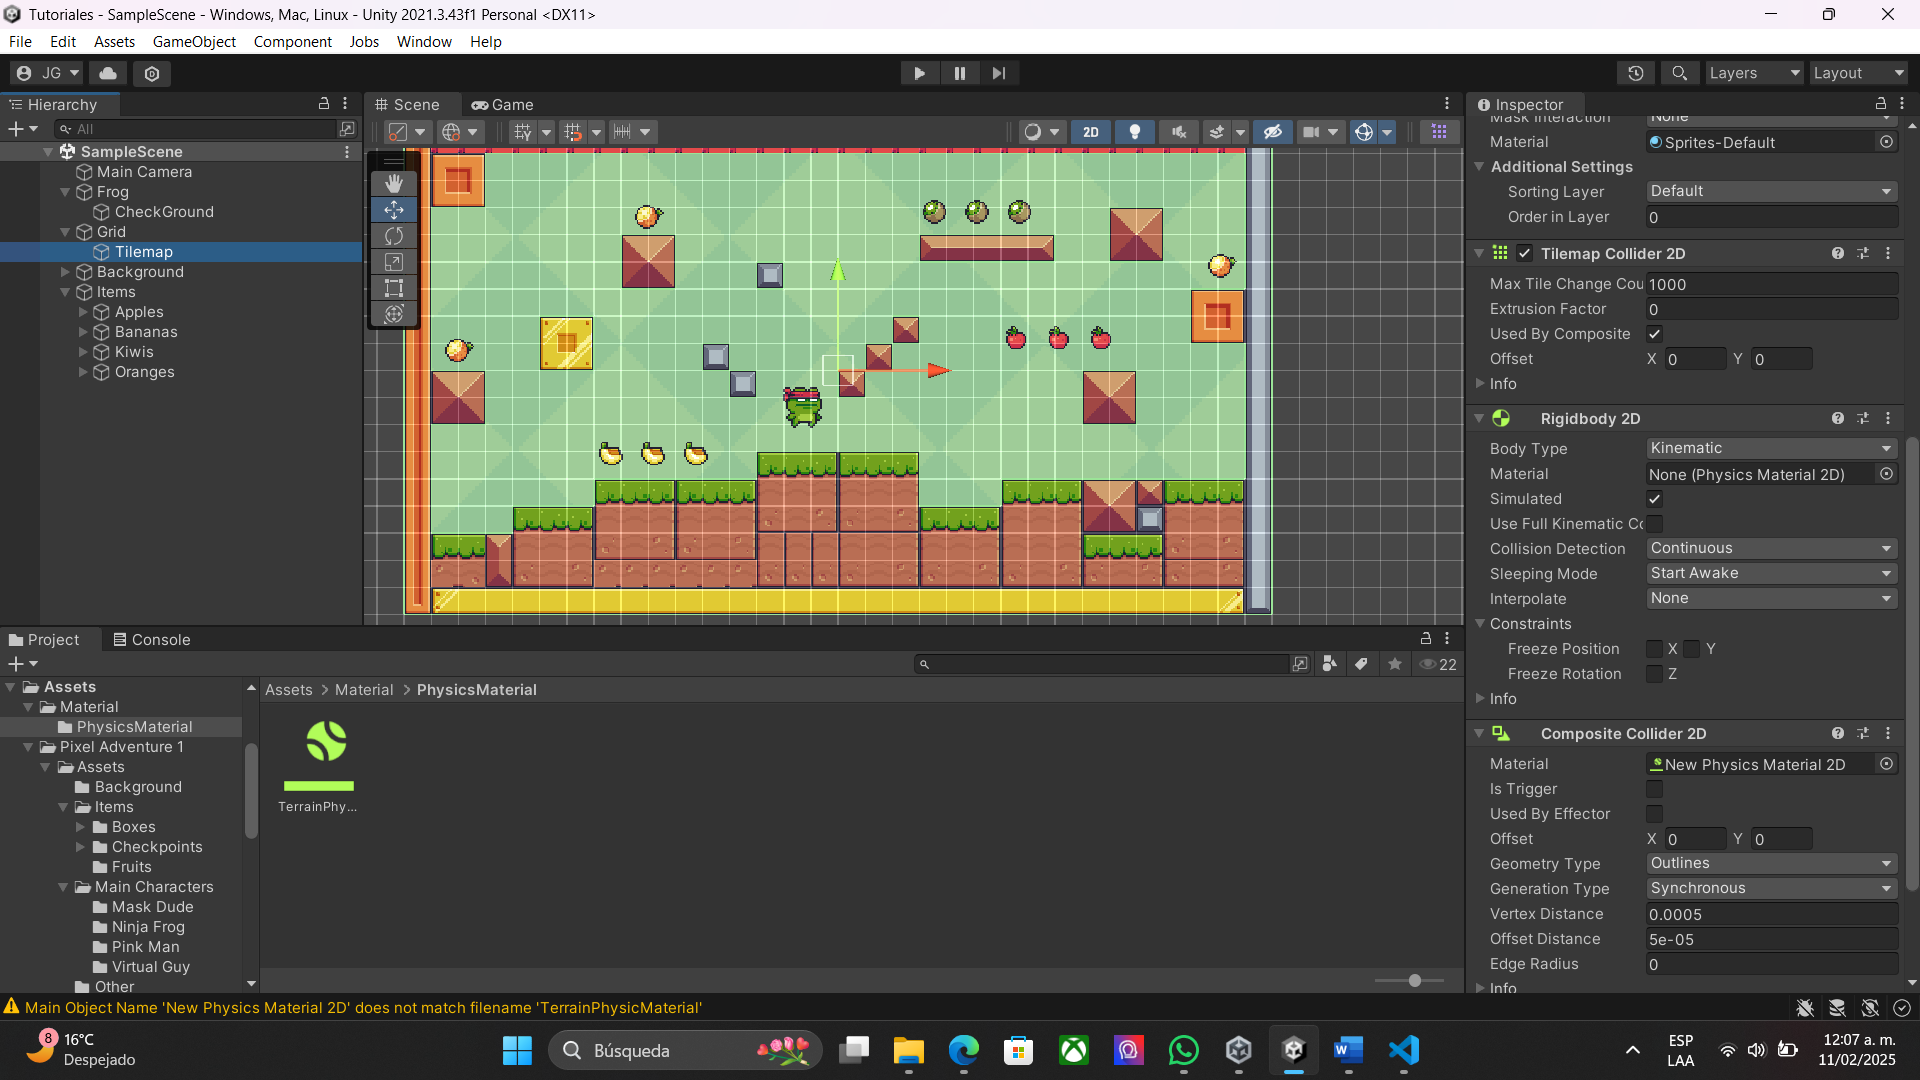 Tutoriales - SampleScene - Windows, Mac, Linux - Unity 2021.3.43f1 Personal <DX11>
File Edit Assets GameObject Component Jobs Window Help
JG
Layers
Layout
Hierarchy
All
SampleScene
Main Camera
Frog
CheckGround
Grid
Tilemap
Background
Items
Apples
Bananas
Kiwis
Oranges
Scene
Game
2D
Inspector
Mask Interaction None
Material Sprites-Default
Additional Settings
Sorting Layer Default
Order in Layer 0
Tilemap Collider 2D
Max Tile Change Cou 1000
Extrusion Factor 0
Used By Composite
Offset X 0 Y 0
Info
Rigidbody 2D
Body Type Kinematic
Material None (Physics Material 2D)
Simulated
Use Full Kinematic Co
Collision Detection Continuous
Sleeping Mode Start Awake
Interpolate None
Constraints
Freeze Position X Y
Freeze Rotation Z
Info
Composite Collider 2D
Material New Physics Material 2D
Is Trigger
Used By Effector
Offset X 0 Y 0
Geometry Type Outlines
Generation Type Synchronous
Vertex Distance 0.0005
Offset Distance 5e-05
Edge Radius 0
Info
Project
Console
22
Assets
Material
PhysicsMaterial
Pixel Adventure 1
Assets
Background
Items
Boxes
Checkpoints
Fruits
Main Characters
Mask Dude
Ninja Frog
Pink Man
Virtual Guy
Other
Assets > Material > PhysicsMaterial
TerrainPhy...
Main Object Name 'New Physics Material 2D' does not match filename 'TerrainPhysicMaterial'
8
16°C
Despejado
Búsqueda
ESP
LAA
12:07 a. m.
11/02/2025